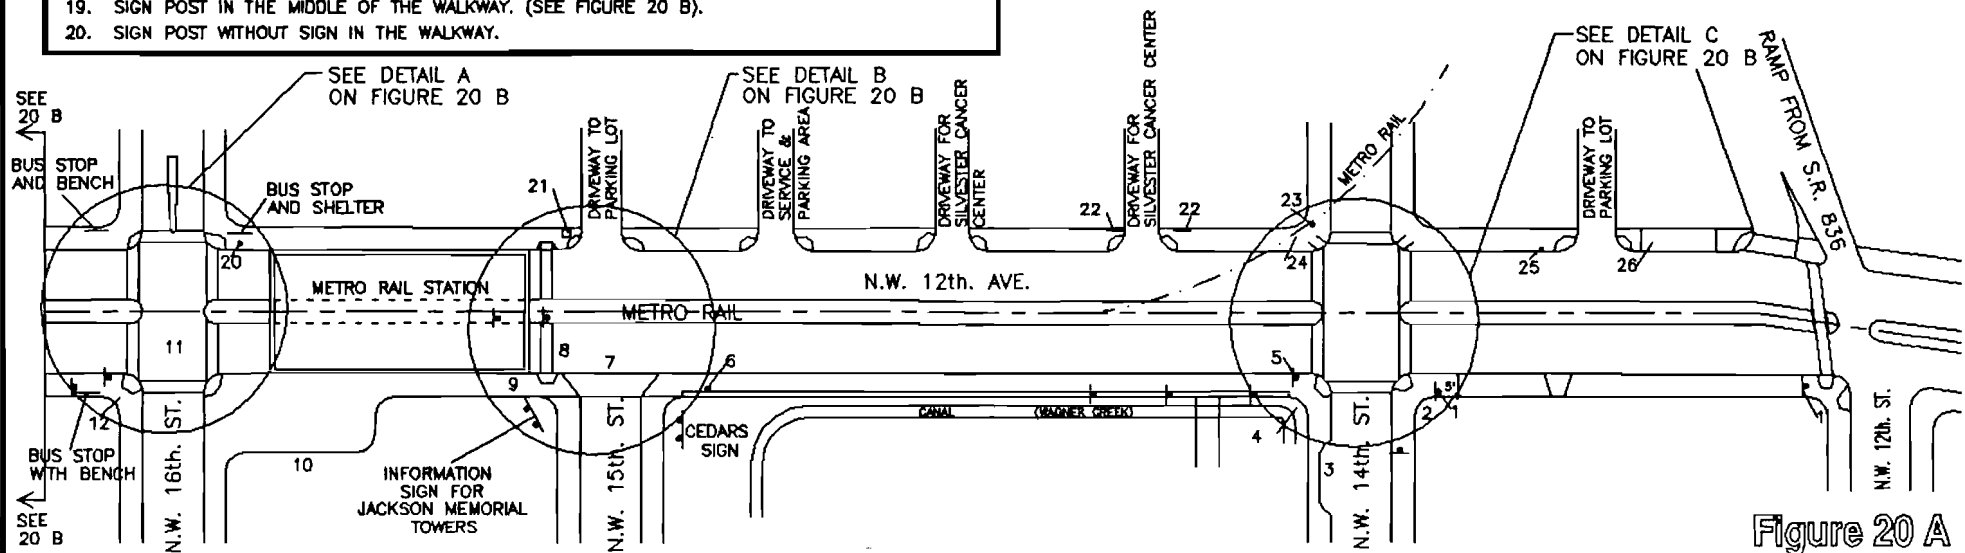 19. SIGN POST IN THE MIDDLE OF THE WALKWAY. (SEE FIGURE 20 B).
20. SIGN POST WITHOUT SIGN IN THE WALKWAY.
SEE DETAIL A
ON FIGURE 20 B
SEE DETAIL B
ON FIGURE 20 B
SEE DETAIL C
ON FIGURE 20 B
SEE
20 B
BUS STOP
AND BENCH
BUS STOP
AND SHELTER
21
DRIVEWAY TO
PARKING LOT
DRIVEWAY TO
SERVICE &
PARKING AREA
DRIVEWAY FOR
SILVESTER CANCER
CENTER
22
DRIVEWAY FOR
SILVESTER CANCER CENTER
22
METRO RAIL
23
24
DRIVEWAY TO
PARKING LOT
25
26
RAMP FROM S.R. 836
20
METRO RAIL STATION
N.W. 12th. AVE.
METRO RAIL
11
8
7
6
5
9
12
5'
2
1
1
CANAL (WAGNER CREEK)
4
3
CEDARS
SIGN
BUS STOP
WTH BENCH
10
INFORMATION
SIGN FOR
JACKSON MEMORIAL
TOWERS
N.W. 16th. ST.
N.W. 15th. ST.
N.W. 14th. ST.
N.W. 12th. ST.
SEE
20 B
Figure 20 A